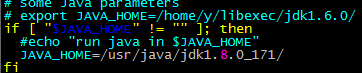 # some Java parameters
# export JAVA_HOME=/home/y/libexec/jdk1.6.0/
if [ "$JAVA_HOME" != "" ]; then
  #echo "run java in $JAVA_HOME"
  JAVA_HOME=/usr/java/jdk1.8.0_171/
fi